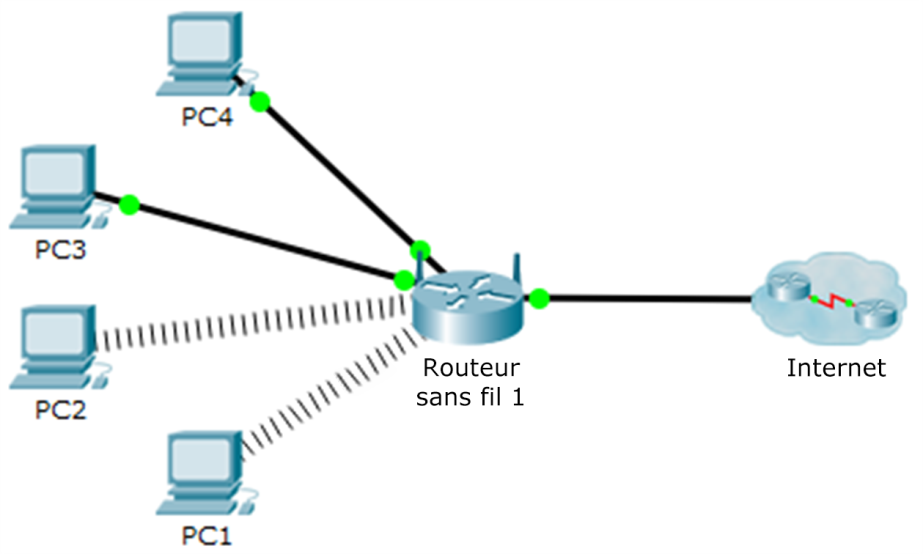 PC4
PC3
PC2
PC1
Routeur
sans fil 1
Internet